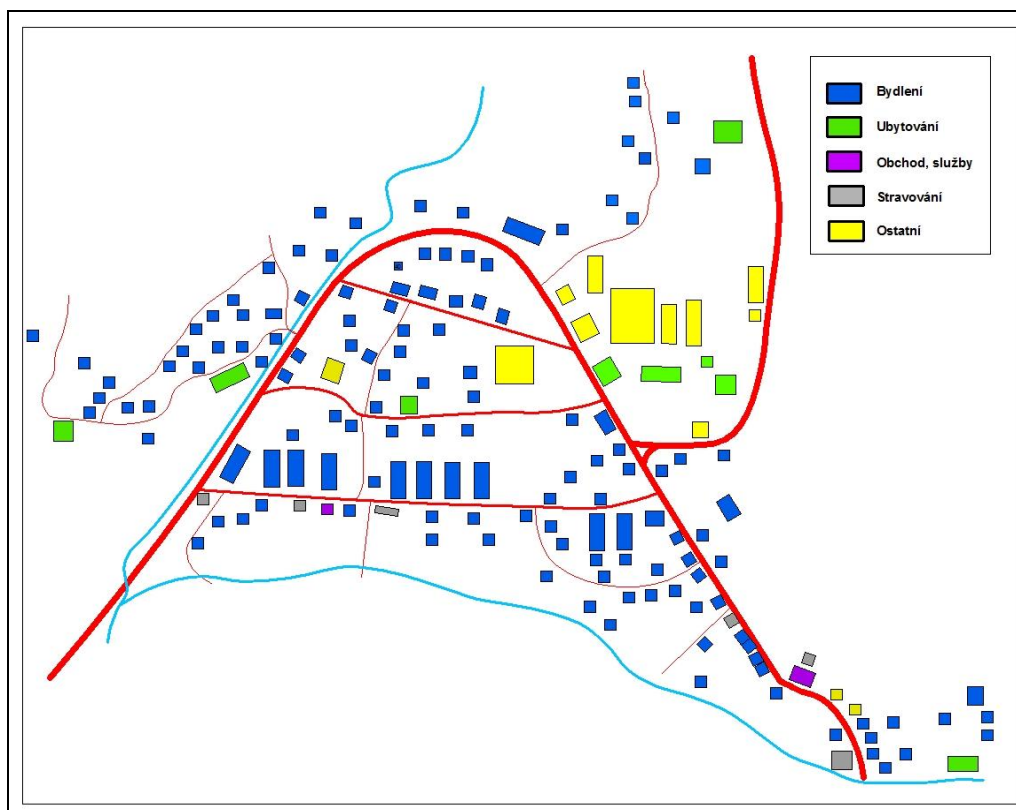 Bydlení
Ubytování
Obchod, služby
Stravování
Ostatní